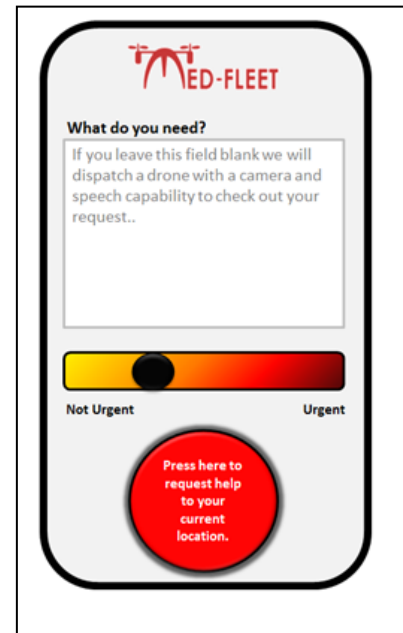 MED-FLEET
What do you need?
If you leave this field blank we will
dispatch a drone with a camera and
speech capability to check out your
request..
Not Urgent
Urgent
Press here to
request help
to your
current
location.